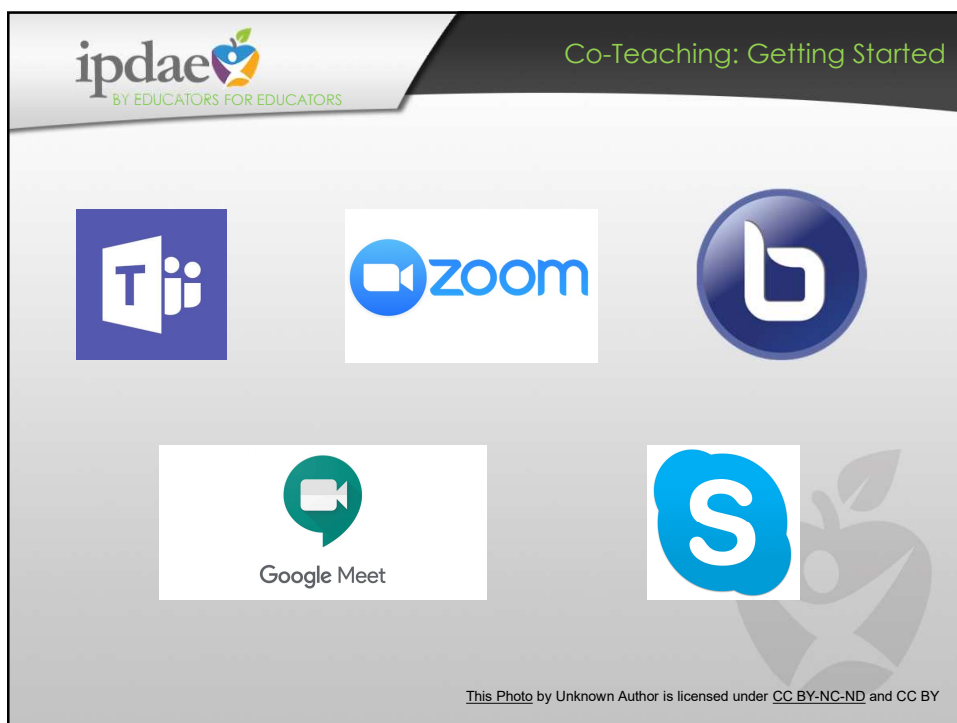 Co-Teaching: Getting Started
ipdae
BY EDUCATORS FOR EDUCATORS
T
zoom
b
Google Meet
S
This Photo by Unknown Author is licensed under CC BY-NC-ND and CC BY